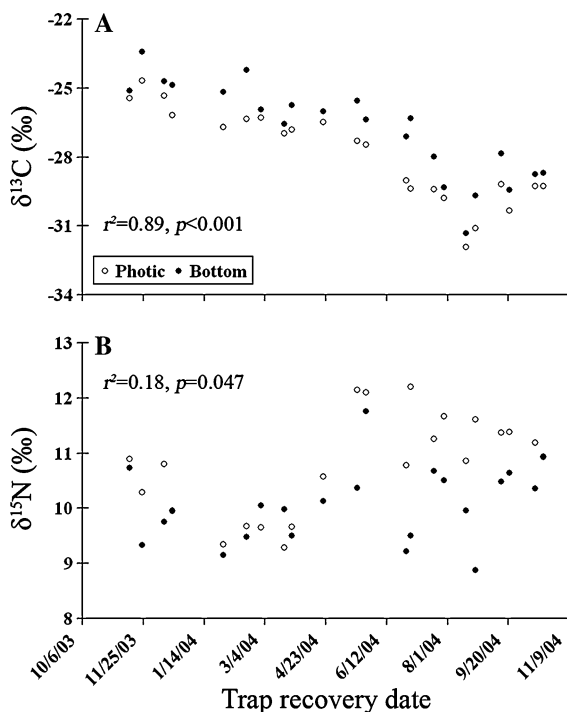 A
-22
-25
-28
-31
-34
δ13C (‰)
r²=0.89, p<0.001
Photic Bottom
B
13
12
11
10
9
8
δ15N (‰)
r²=0.18, p=0.047
10/6/03 11/25/03 1/14/04 3/4/04 4/23/04 6/12/04 8/1/04 9/20/04 11/9/04
Trap recovery date